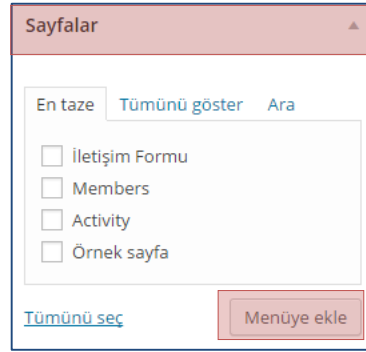 Sayfalar
En taze Tümünü göster Ara
İletişim Formu
Members
Activity
Örnek sayfa
Tümünü seç Menüye ekle